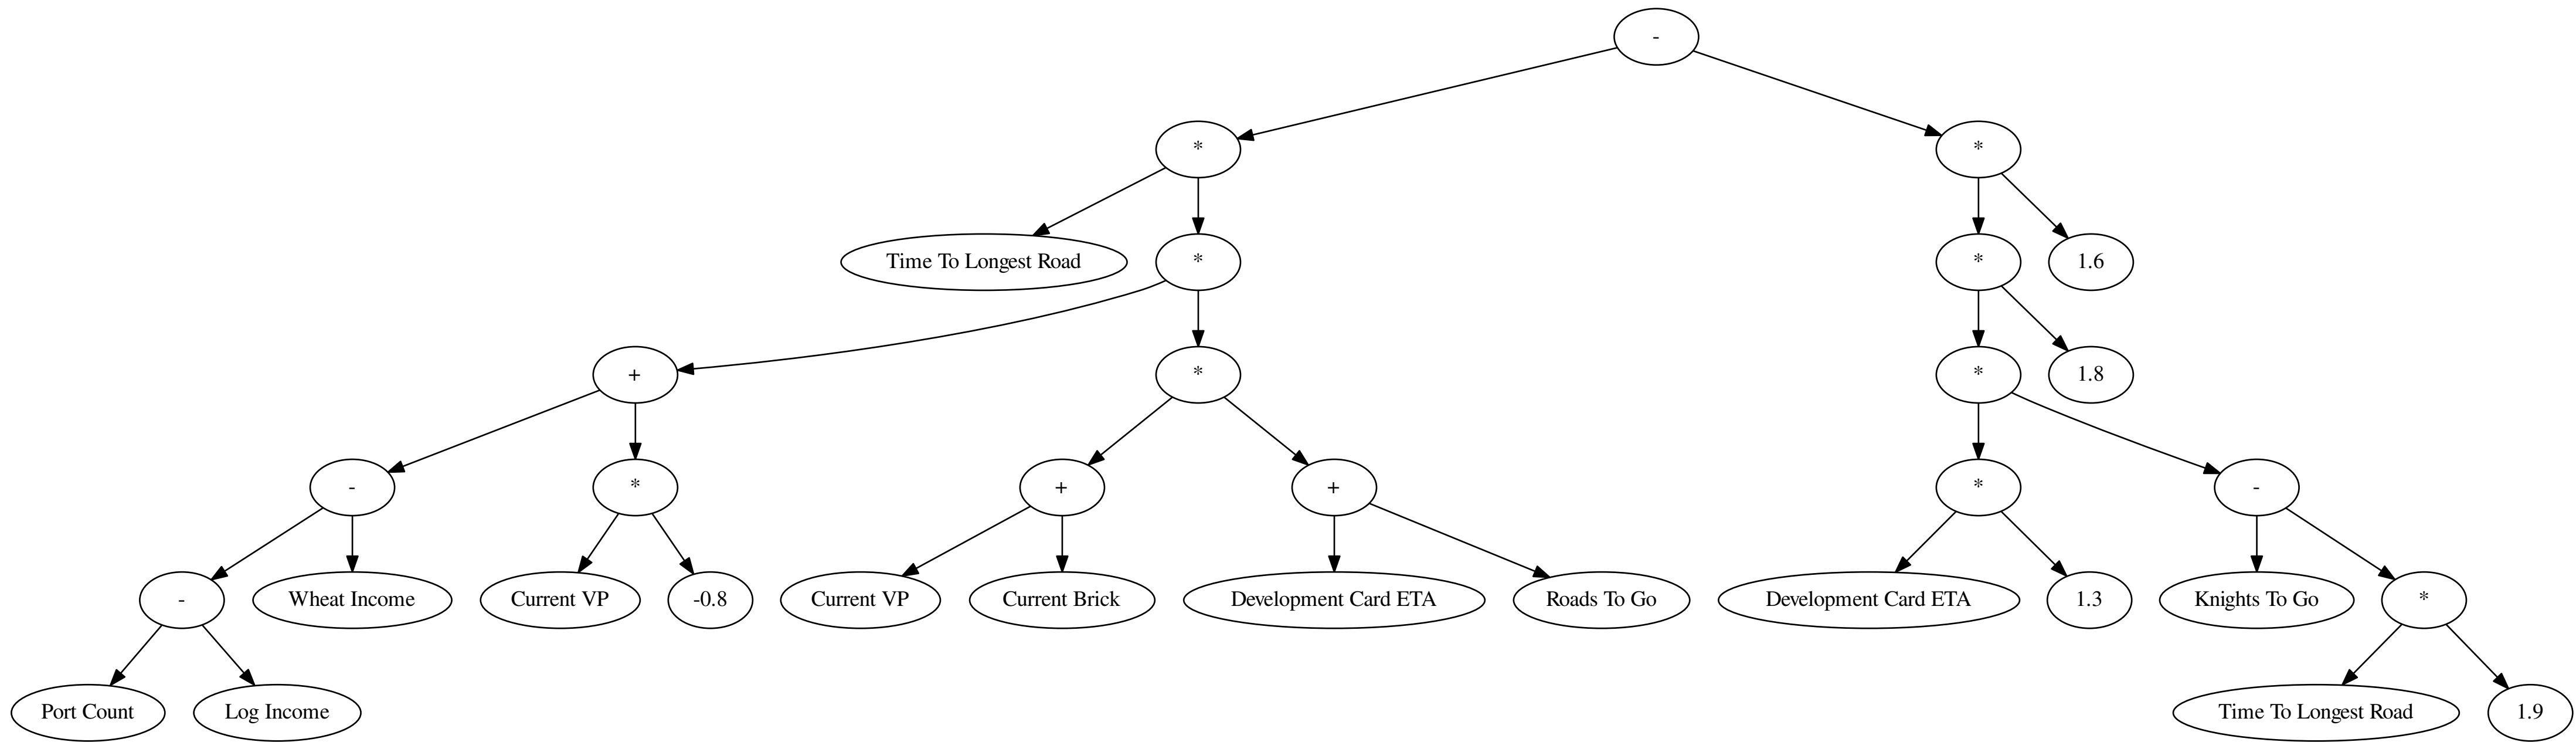 -
* *
Time To Longest Road * * 1.6
+ * * 1.8
- * + + * -
- Wheat Income Current VP -0.8 Current VP Current Brick Development Card ETA Roads To Go Development Card ETA 1.3 Knights To Go *
Port Count Log Income Time To Longest Road 1.9